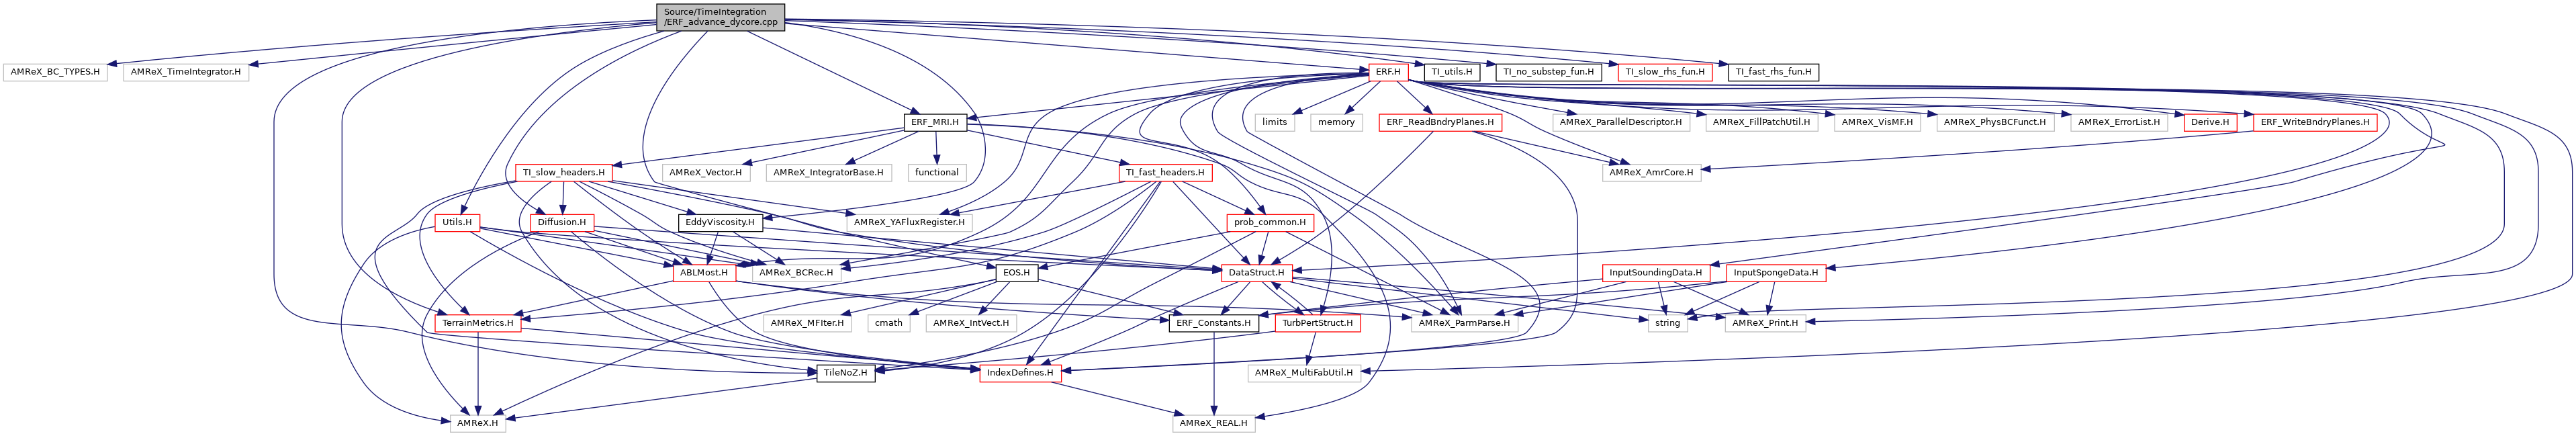 Source/TimeIntegration
/ERF_advance_dycore.cpp
AMReX_BC_TYPES.H
AMReX_TimeIntegrator.H
ERF.H
TI_utils.H
TI_no_substep_fun.H
TI_slow_rhs_fun.H
TI_fast_rhs_fun.H
ERF_MRI.H
limits
memory
ERF_ReadBndryPlanes.H
AMReX_ParallelDescriptor.H
AMReX_FillPatchUtil.H
AMReX_VisMF.H
AMReX_PhysBCFunct.H
AMReX_ErrorList.H
Derive.H
ERF_WriteBndryPlanes.H
TI_slow_headers.H
AMReX_Vector.H
AMReX_IntegratorBase.H
functional
TI_fast_headers.H
AMReX_AmrCore.H
Utils.H
Diffusion.H
EddyViscosity.H
AMReX_YAFluxRegister.H
prob_common.H
ABLMost.H
AMReX_BCRec.H
EOS.H
DataStruct.H
InputSoundingData.H
InputSpongeData.H
TerrainMetrics.H
AMReX_MFIter.H
cmath
AMReX_IntVect.H
ERF_Constants.H
TurbPertStruct.H
AMReX_ParmParse.H
string
AMReX_Print.H
TileNoZ.H
IndexDefines.H
AMReX_MultiFabUtil.H
AMReX.H
AMReX_REAL.H